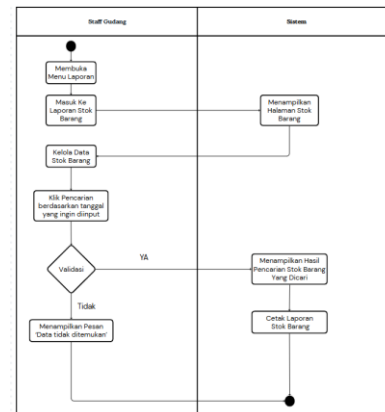 Staff Gudang
Sistem
Membuka
Menu Laporan
Masuk Ke
Laporan Stok
Barang
Menampilkan
Halaman Stok
Barang
Kelola Data
Stok Barang
Klik Pencarian
berdasarkan tanggal
yang ingin diinput
Validasi
YA
Menampilkan Hasil
Pencarian Stok Barang
Yang Dicari
Tidak
Menampilkan Pesan
'Data tidak ditemukan'
Cetak Laporan
Stok Barang